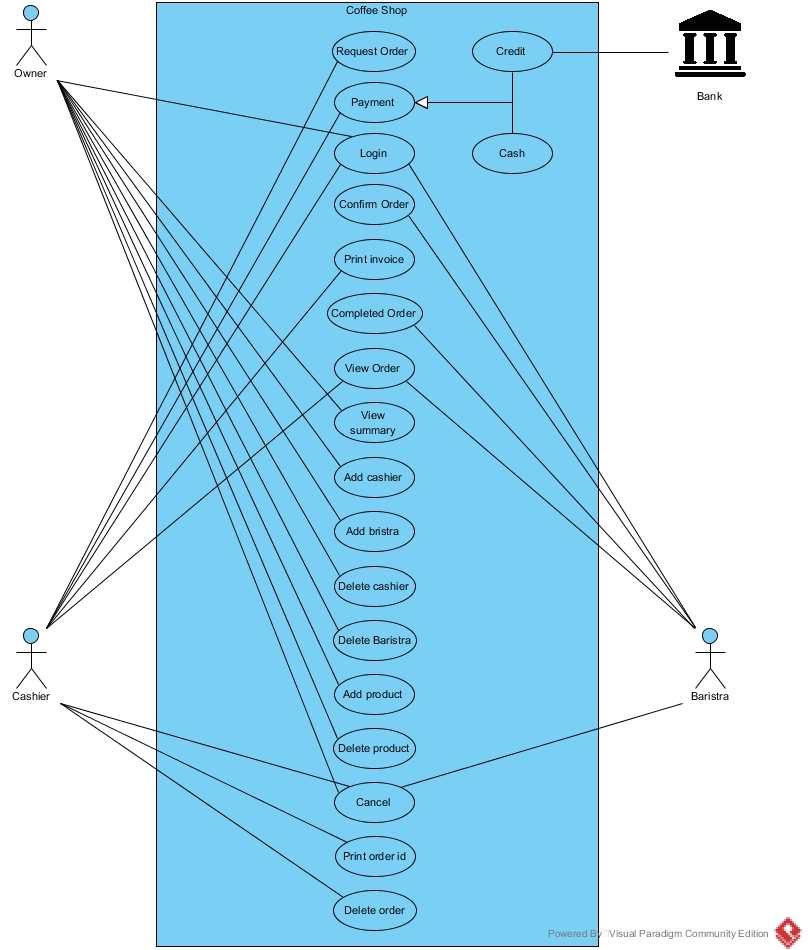 Coffee Shop
Owner
Request Order
Credit
Bank
Payment
Login
Cash
Confirm Order
Print invoice
Completed Order
View Order
View
summary
Add cashier
Add bristra
Delete cashier
Delete Baristra
Cashier
Baristra
Add product
Delete product
Cancel
Print order id
Delete order
Powered By Visual Paradigm Community Edition